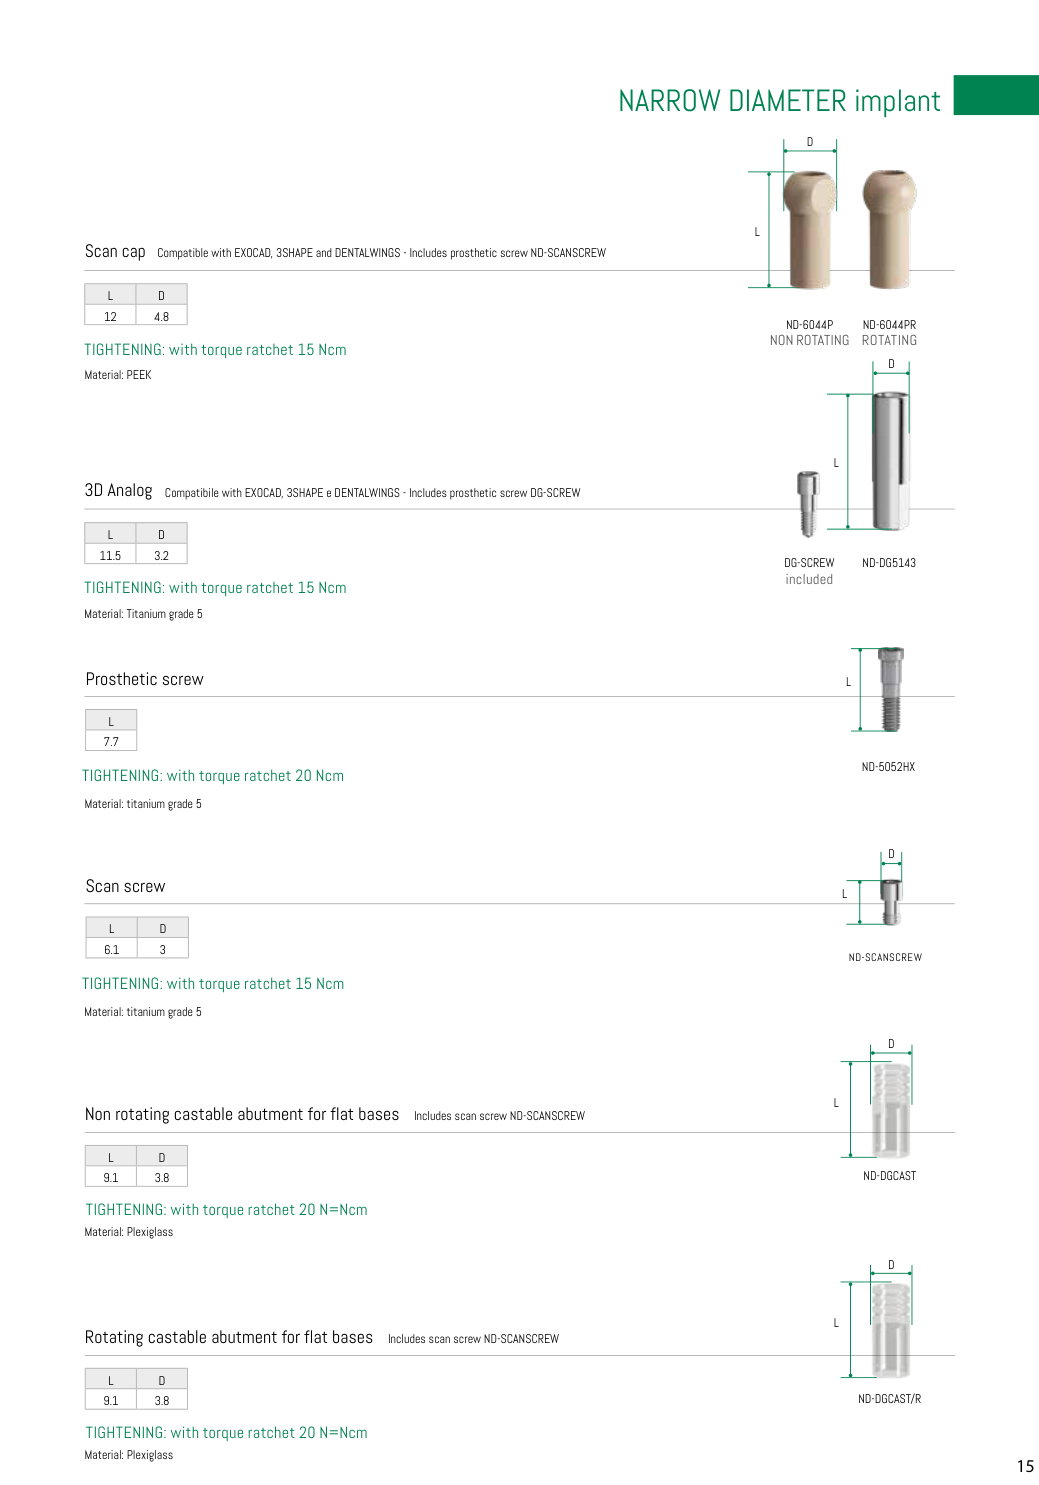 NARROW DIAMETER implant
D
L
Scan cap Compatible with EXOCAD, 3SHAPE and DENTALWINGS - Includes prosthetic screw ND-SCANSCREW
L D
12 4.8
ND-6044P ND-6044PR
NON ROTATING ROTATING
TIGHTENING: with torque ratchet 15 Ncm
Material: PEEK
D
L
3D Analog Compatibile with EXOCAD, 3SHAPE e DENTALWINGS - Includes prosthetic screw DG-SCREW
L D
11.5 3.2
DG-SCREW ND-DG5143
included
TIGHTENING: with torque ratchet 15 Ncm
Material: Titanium grade 5
Prosthetic screw
L
L
7.7
ND-5052HX
TIGHTENING: with torque ratchet 20 Ncm
Material: titanium grade 5
D
L
Scan screw
L D
6.1 3
ND-SCANSCREW
TIGHTENING: with torque ratchet 15 Ncm
Material: titanium grade 5
D
L
Non rotating castable abutment for flat bases Includes scan screw ND-SCANSCREW
L D
9.1 3.8
ND-DGCAST
TIGHTENING: with torque ratchet 20 N=Ncm
Material: Plexiglass
D
L
Rotating castable abutment for flat bases Includes scan screw ND-SCANSCREW
L D
9.1 3.8
ND-DGCAST/R
TIGHTENING: with torque ratchet 20 N=Ncm
Material: Plexiglass
15